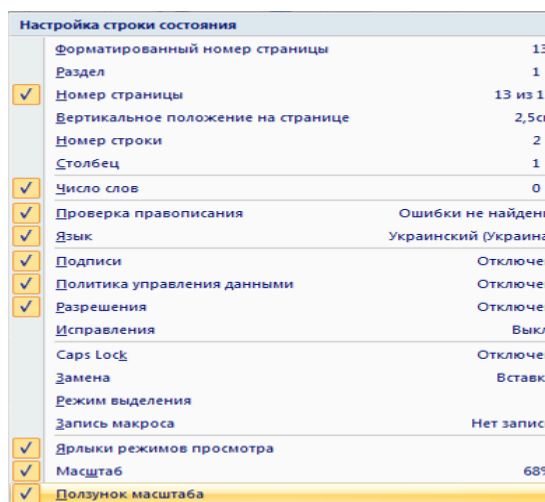 Настройка строки состояния
Форматированный номер страницы 13
Раздел 1
Номер страницы 13 из 1
Вертикальное положение на странице 2,5с
Номер строки 2
Столбец 1
Число слов 0
Проверка правописания Ошибки не найден
Язык Украинский (Украина
Подписи Отключе
Политика управления данными Отключе
Разрешения Отключе
Исправления Выкл
Caps Lock Отключе
Замена Вставк
Режим выделения
Запись макроса Нет запис
Ярлыки режимов просмотра
Масштаб 68%
Ползунок масштаба